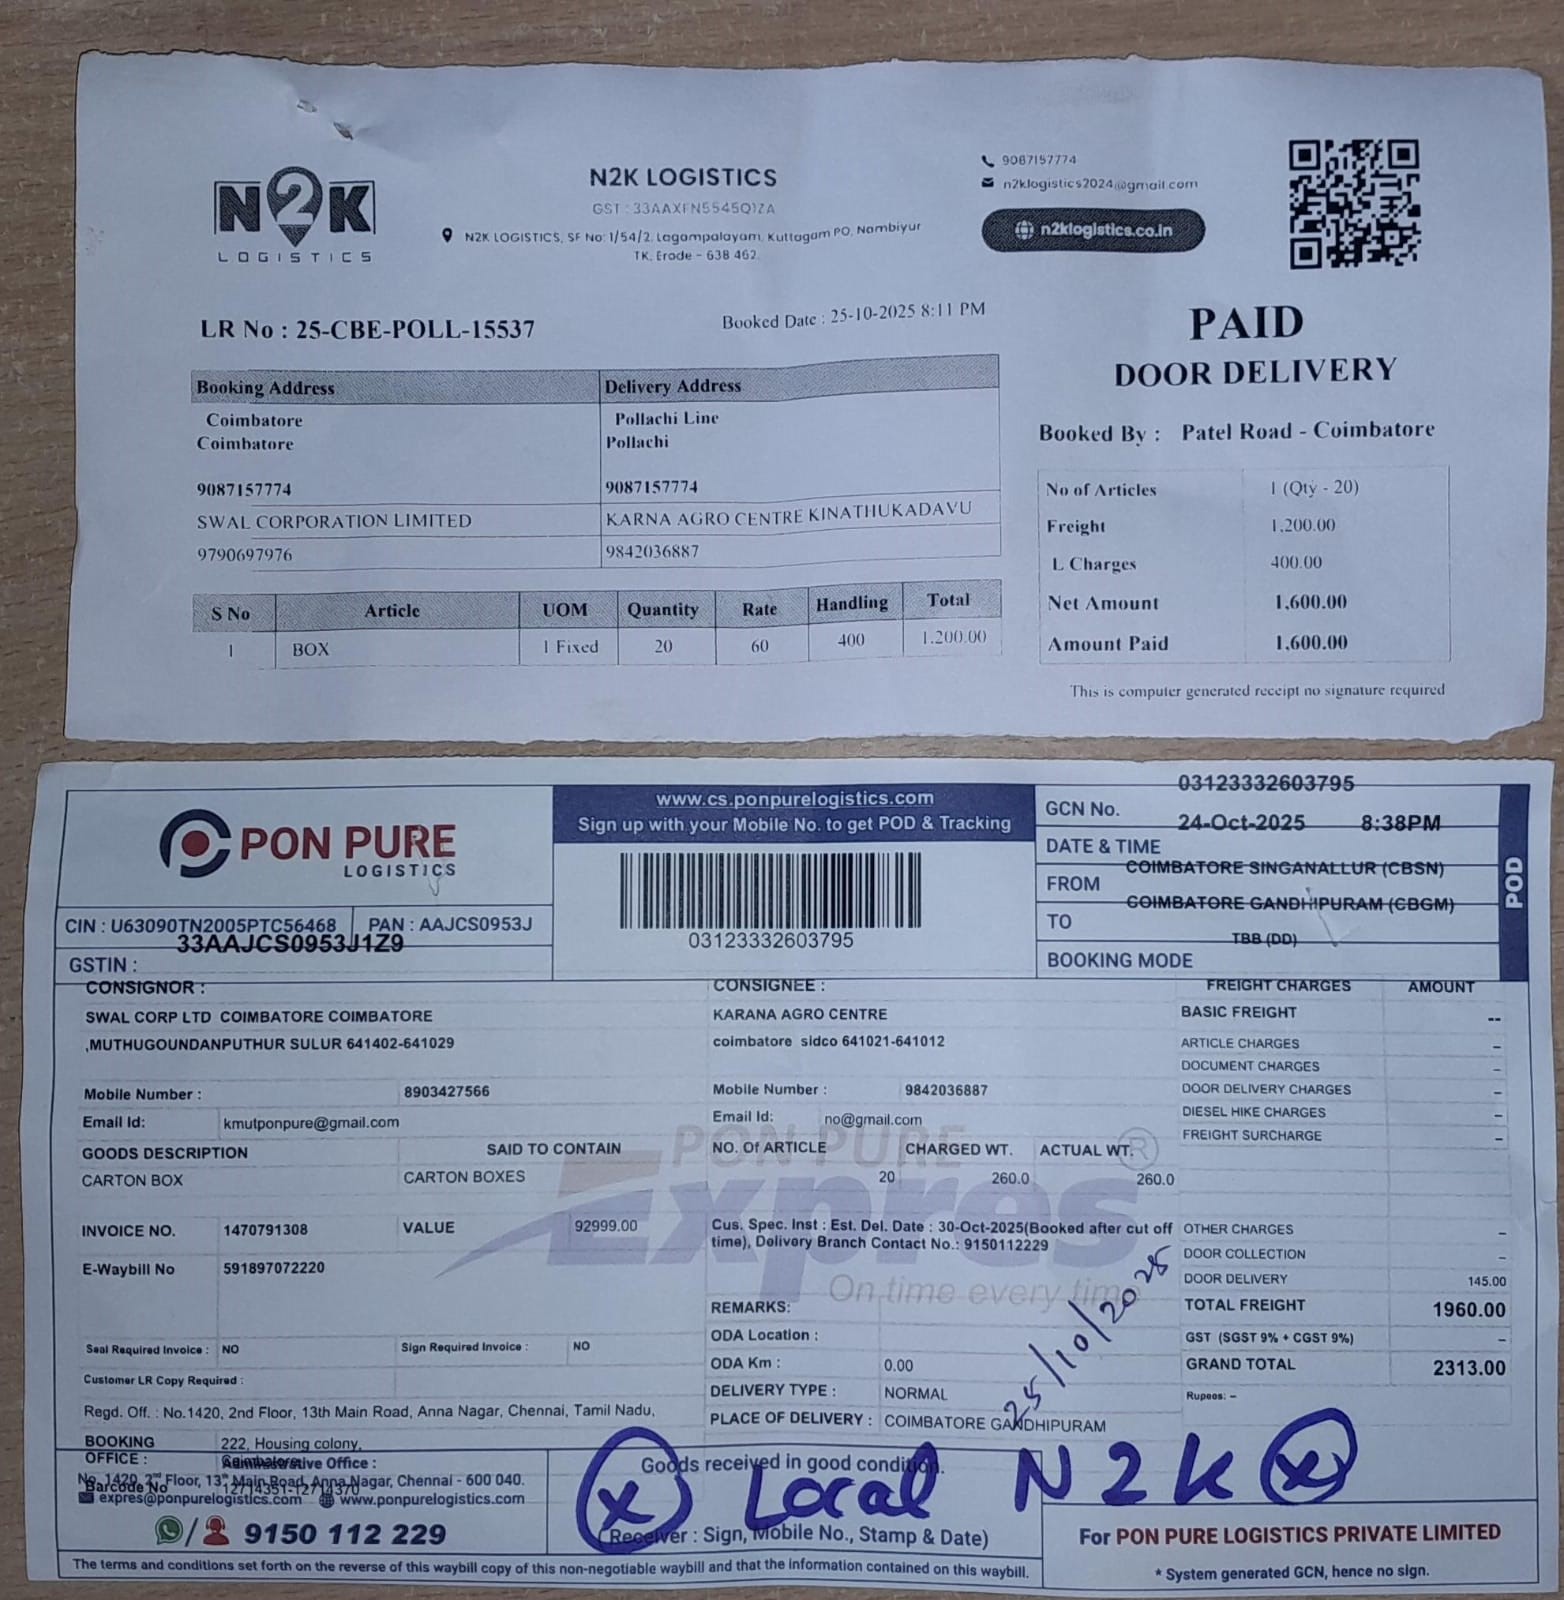 N2K
LOGISTICS
N2K LOGISTICS
GST : 33AAXFN5545Q1ZA
N2K LOGISTICS, SF No: 1/54/2, Lagampalayam, Kuttagam PO, Nambiyur
TK, Erode - 638 462.
9087157774
n2klogistics2024@gmail.com
n2klogistics.co.in
LR No : 25-CBE-POLL-15537
Booked Date : 25-10-2025 8:11 PM
PAID
DOOR DELIVERY
Booked By : Patel Road - Coimbatore
Booking Address Delivery Address
Coimbatore Pollachi Line
Coimbatore Pollachi
9087157774 9087157774
SWAL CORPORATION LIMITED KARNA AGRO CENTRE KINATHUKADAVU
9790697976 9842036887
No of Articles 1 (Qty - 20)
Freight 1,200.00
L Charges 400.00
Net Amount 1,600.00
Amount Paid 1,600.00
S No Article UOM Quantity Rate Handling Total
1 BOX 1 Fixed 20 60 400 1,200.00
This is computer generated receipt no signature required
PON PURE
LOGISTICS
CIN : U63090TN2005PTC56468 PAN : AAJCS0953J
33AAJCS0953J1Z9
GSTIN :
www.cs.ponpurelogistics.com
Sign up with your Mobile No. to get POD & Tracking
03123332603795
03123332603795
GCN No.
24-Oct-2025 8:38PM
DATE & TIME
COIMBATORE SINGANALLUR (CBSN)
FROM
COIMBATORE GANDHIPURAM (CBGM)
TO
TBB (DD)
BOOKING MODE
POD
CONSIGNOR : CONSIGNEE : FREIGHT CHARGES AMOUNT
SWAL CORP LTD COIMBATORE COIMBATORE KARANA AGRO CENTRE BASIC FREIGHT --
,MUTHUGOUNDANPUTHUR SULUR 641402-641029 coimbatore sidco 641021-641012 ARTICLE CHARGES –
DOCUMENT CHARGES –
Mobile Number : 8903427566 Mobile Number : 9842036887 DOOR DELIVERY CHARGES –
Email Id: kmutponpure@gmail.com Email Id: no@gmail.com DIESEL HIKE CHARGES –
FREIGHT SURCHARGE –
GOODS DESCRIPTION SAID TO CONTAIN NO. Of ARTICLE CHARGED WT. ACTUAL WT.
CARTON BOX CARTON BOXES 20 260.0 260.0
PON PURE
Expres
®
On time every time
INVOICE NO. 1470791308 VALUE 92999.00
Cus. Spec. Inst : Est. Del. Date : 30-Oct-2025(Booked after cut off
time), Delivery Branch Contact No.: 9150112229
E-Waybill No 591897072220
OTHER CHARGES –
DOOR COLLECTION –
DOOR DELIVERY 145.00
REMARKS: TOTAL FREIGHT 1960.00
ODA Location : GST (SGST 9% + CGST 9%) –
Seal Required Invoice : NO Sign Required Invoice : NO
ODA Km : 0.00 GRAND TOTAL 2313.00
Customer LR Copy Required :
DELIVERY TYPE : NORMAL Rupees: –
Regd. Off. : No.1420, 2nd Floor, 13th Main Road, Anna Nagar, Chennai, Tamil Nadu,
PLACE OF DELIVERY : COIMBATORE GANDHIPURAM
25/10/2025
BOOKING 222, Housing colony,
OFFICE : Coimbatore
Administrative Office :
No. 1420, 2nd Floor, 13th Main Road, Anna Nagar, Chennai - 600 040.
Barcode No 12714351-12714370
expres@ponpurelogistics.com www.ponpurelogistics.com
9150 112 229
Goods received in good condition.
(x) Local N2K (x)
(Receiver : Sign, Mobile No., Stamp & Date)
For PON PURE LOGISTICS PRIVATE LIMITED
* System generated GCN, hence no sign.
The terms and conditions set forth on the reverse of this waybill copy of this non-negotiable waybill and that the information contained on this waybill.